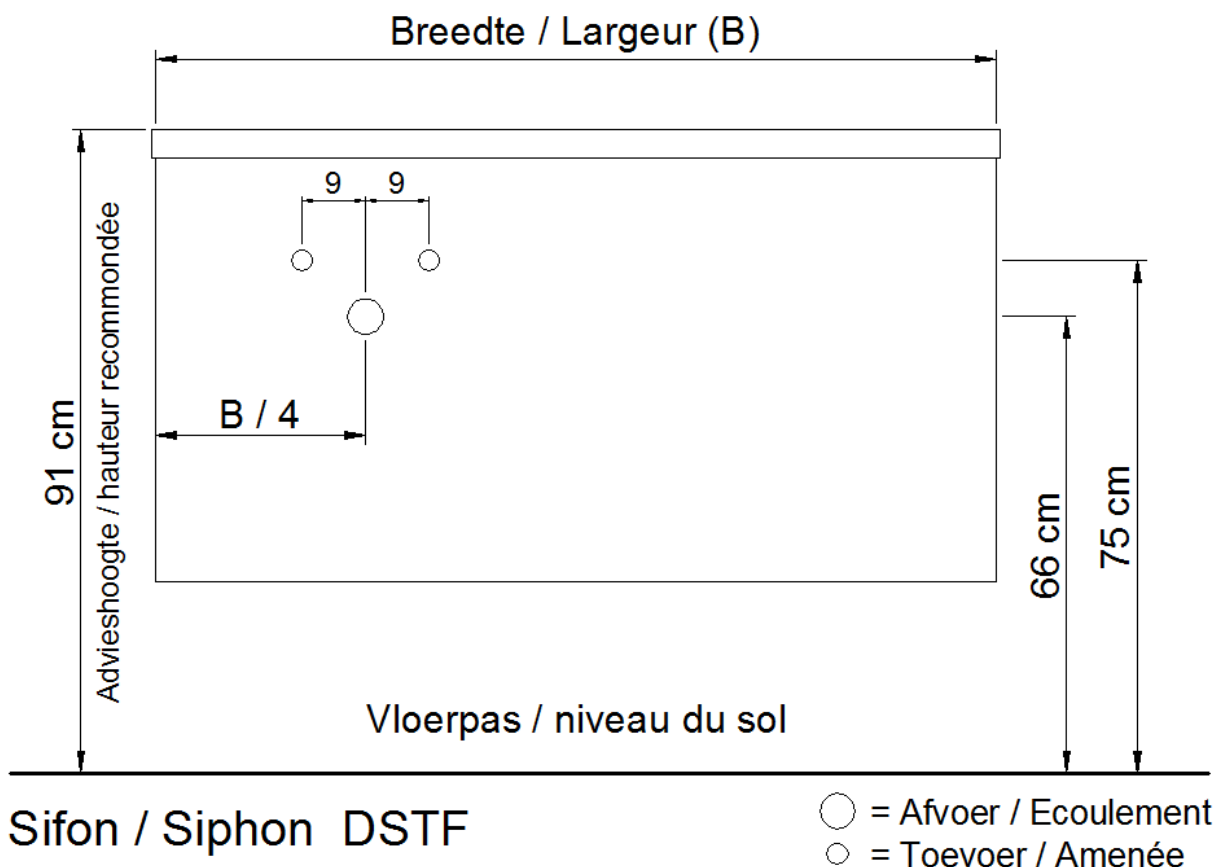 Breedte / Largeur (B)
9 9
B / 4
91 cm
Advieshoogte / hauteur recommondée
66 cm
75 cm
Vloerpas / niveau du sol
Sifon / Siphon DSTF
= Afvoer / Ecoulement
= Toevoer / Amenée